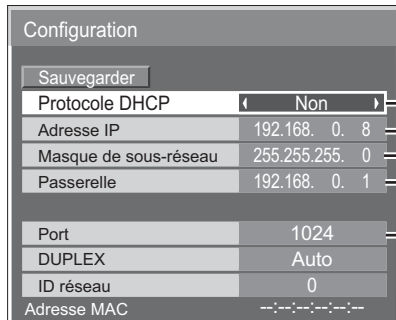 Configuration
Sauvegarder
Protocole DHCP Non
Adresse IP 192.168. 0. 8
Masque de sous-réseau 255.255.255. 0
Passerelle 192.168. 0. 1
Port 1024
DUPLEX Auto
ID réseau 0
Adresse MAC --:--:--:--:--:--